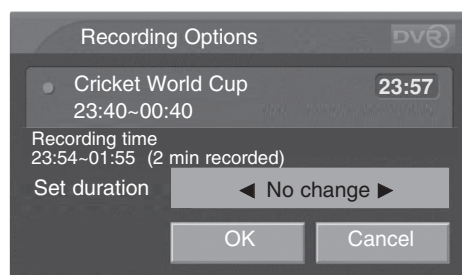 Recording Options
DVR
Cricket World Cup
23:57
23:40~00:40
Recording time
23:54~01:55 (2 min recorded)
Set duration
◀ No change ▶
OK
Cancel